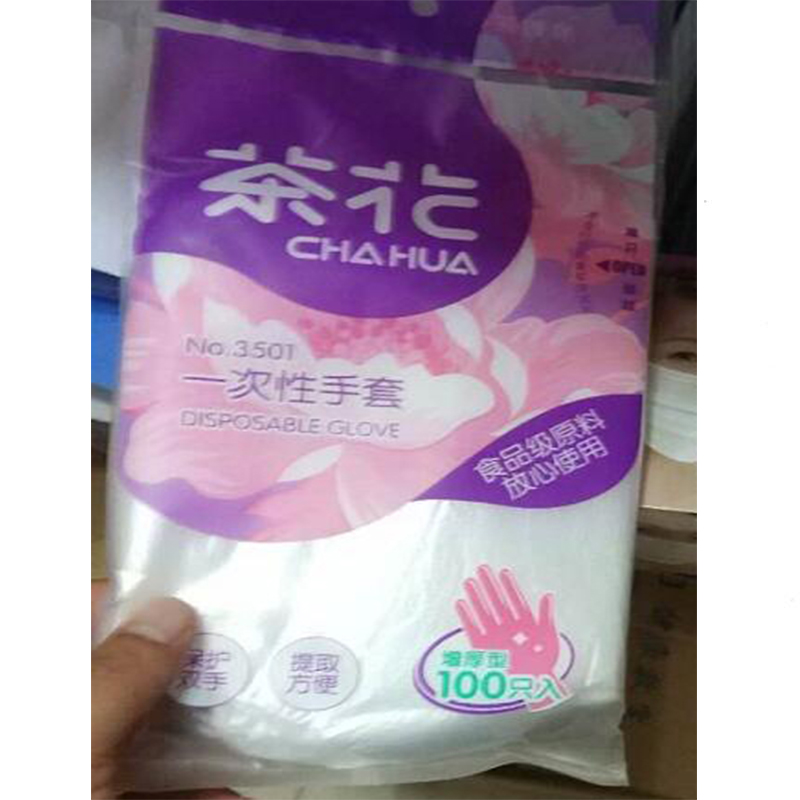 茶花
CHAHUA
OPEN
No.3501
一次性手套
DISPOSABLE GLOVE
食品级原料
放心使用
保护
双手
提取
方便
增厚型
100只入